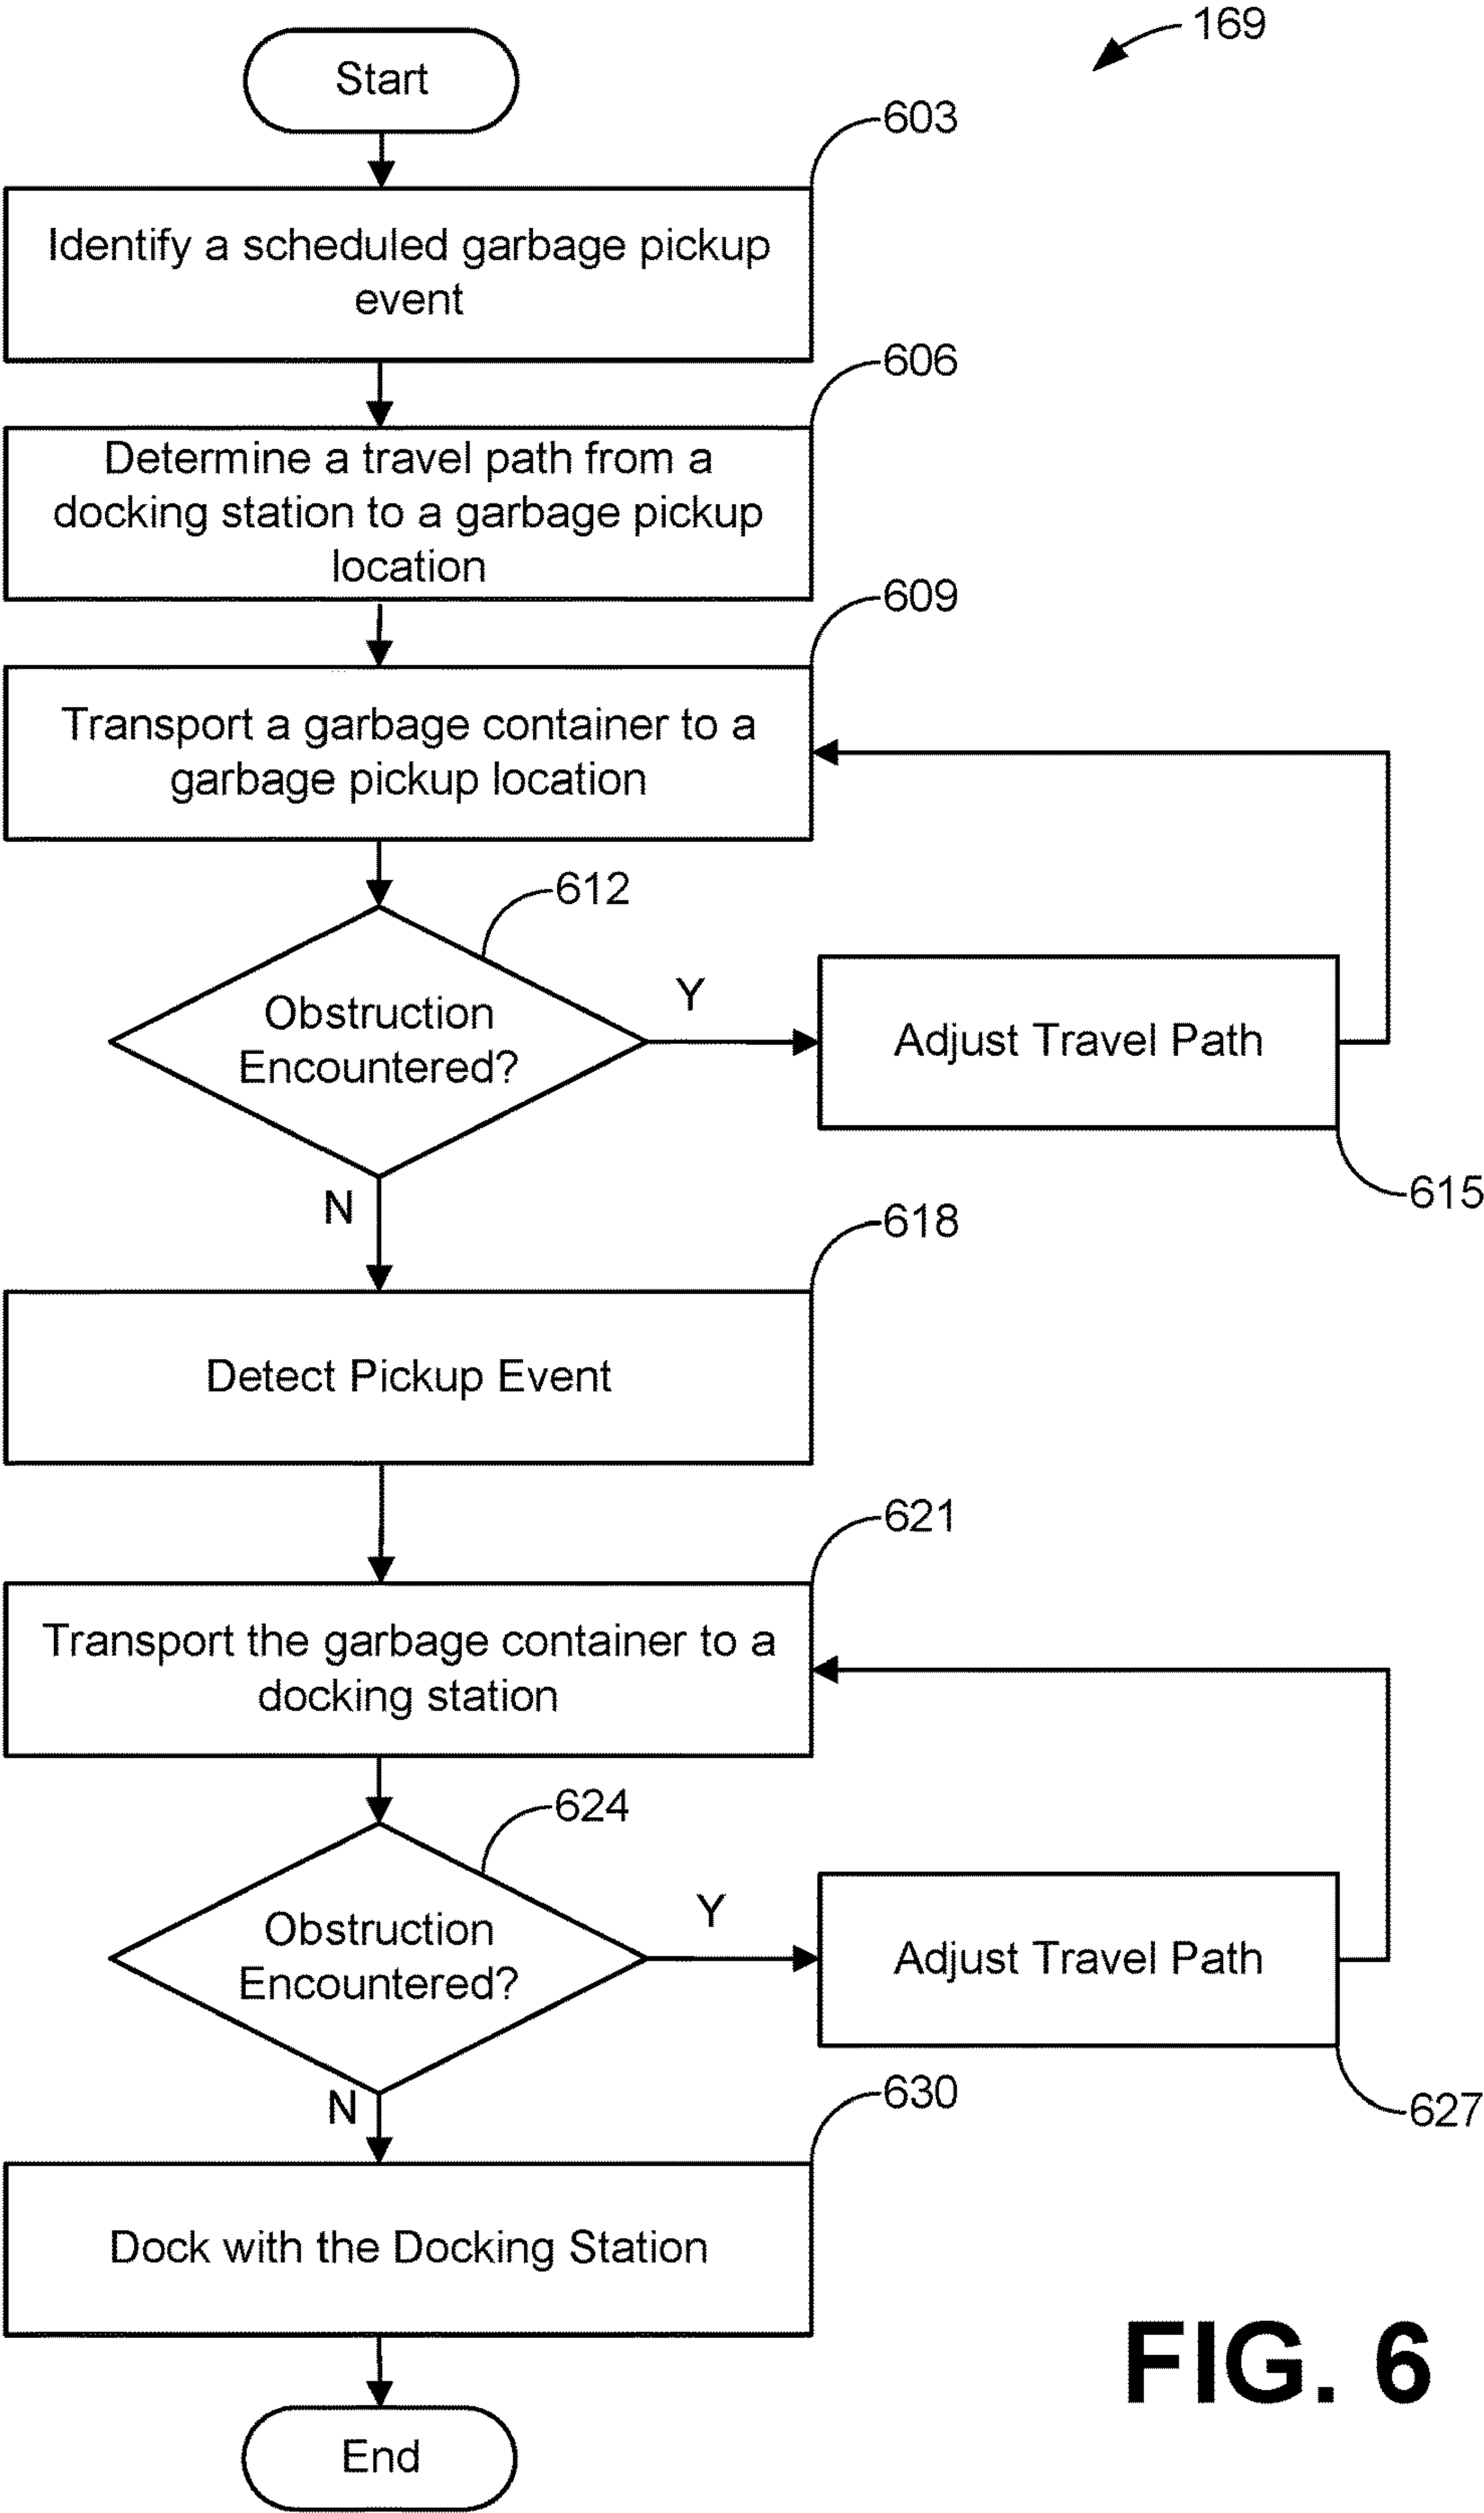 169
Start
603
Identify a scheduled garbage pickup
event
606
Determine a travel path from a
docking station to a garbage pickup
location
609
Transport a garbage container to a
garbage pickup location
612
Obstruction
Encountered?
Y
Adjust Travel Path
615
N
618
Detect Pickup Event
621
Transport the garbage container to a
docking station
624
Obstruction
Encountered?
Y
Adjust Travel Path
627
N
630
Dock with the Docking Station
End
FIG. 6